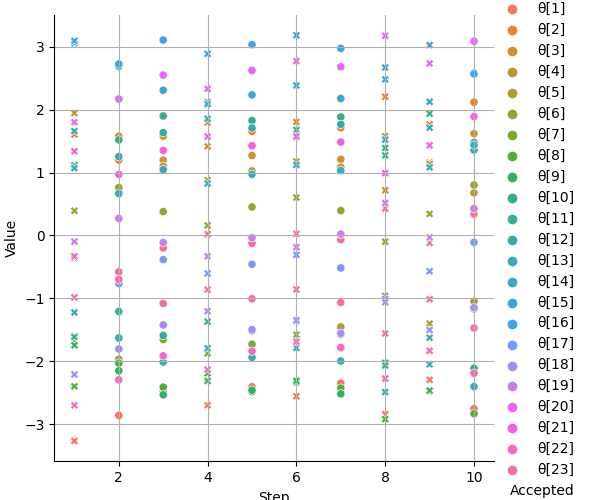 3
2
1
0
−1
−2
−3
Value
2
4
6
8
10
Step
θ[1]
θ[2]
θ[3]
θ[4]
θ[5]
θ[6]
θ[7]
θ[8]
θ[9]
θ[10]
θ[11]
θ[12]
θ[13]
θ[14]
θ[15]
θ[16]
θ[17]
θ[18]
θ[19]
θ[20]
θ[21]
θ[22]
θ[23]
Accepted